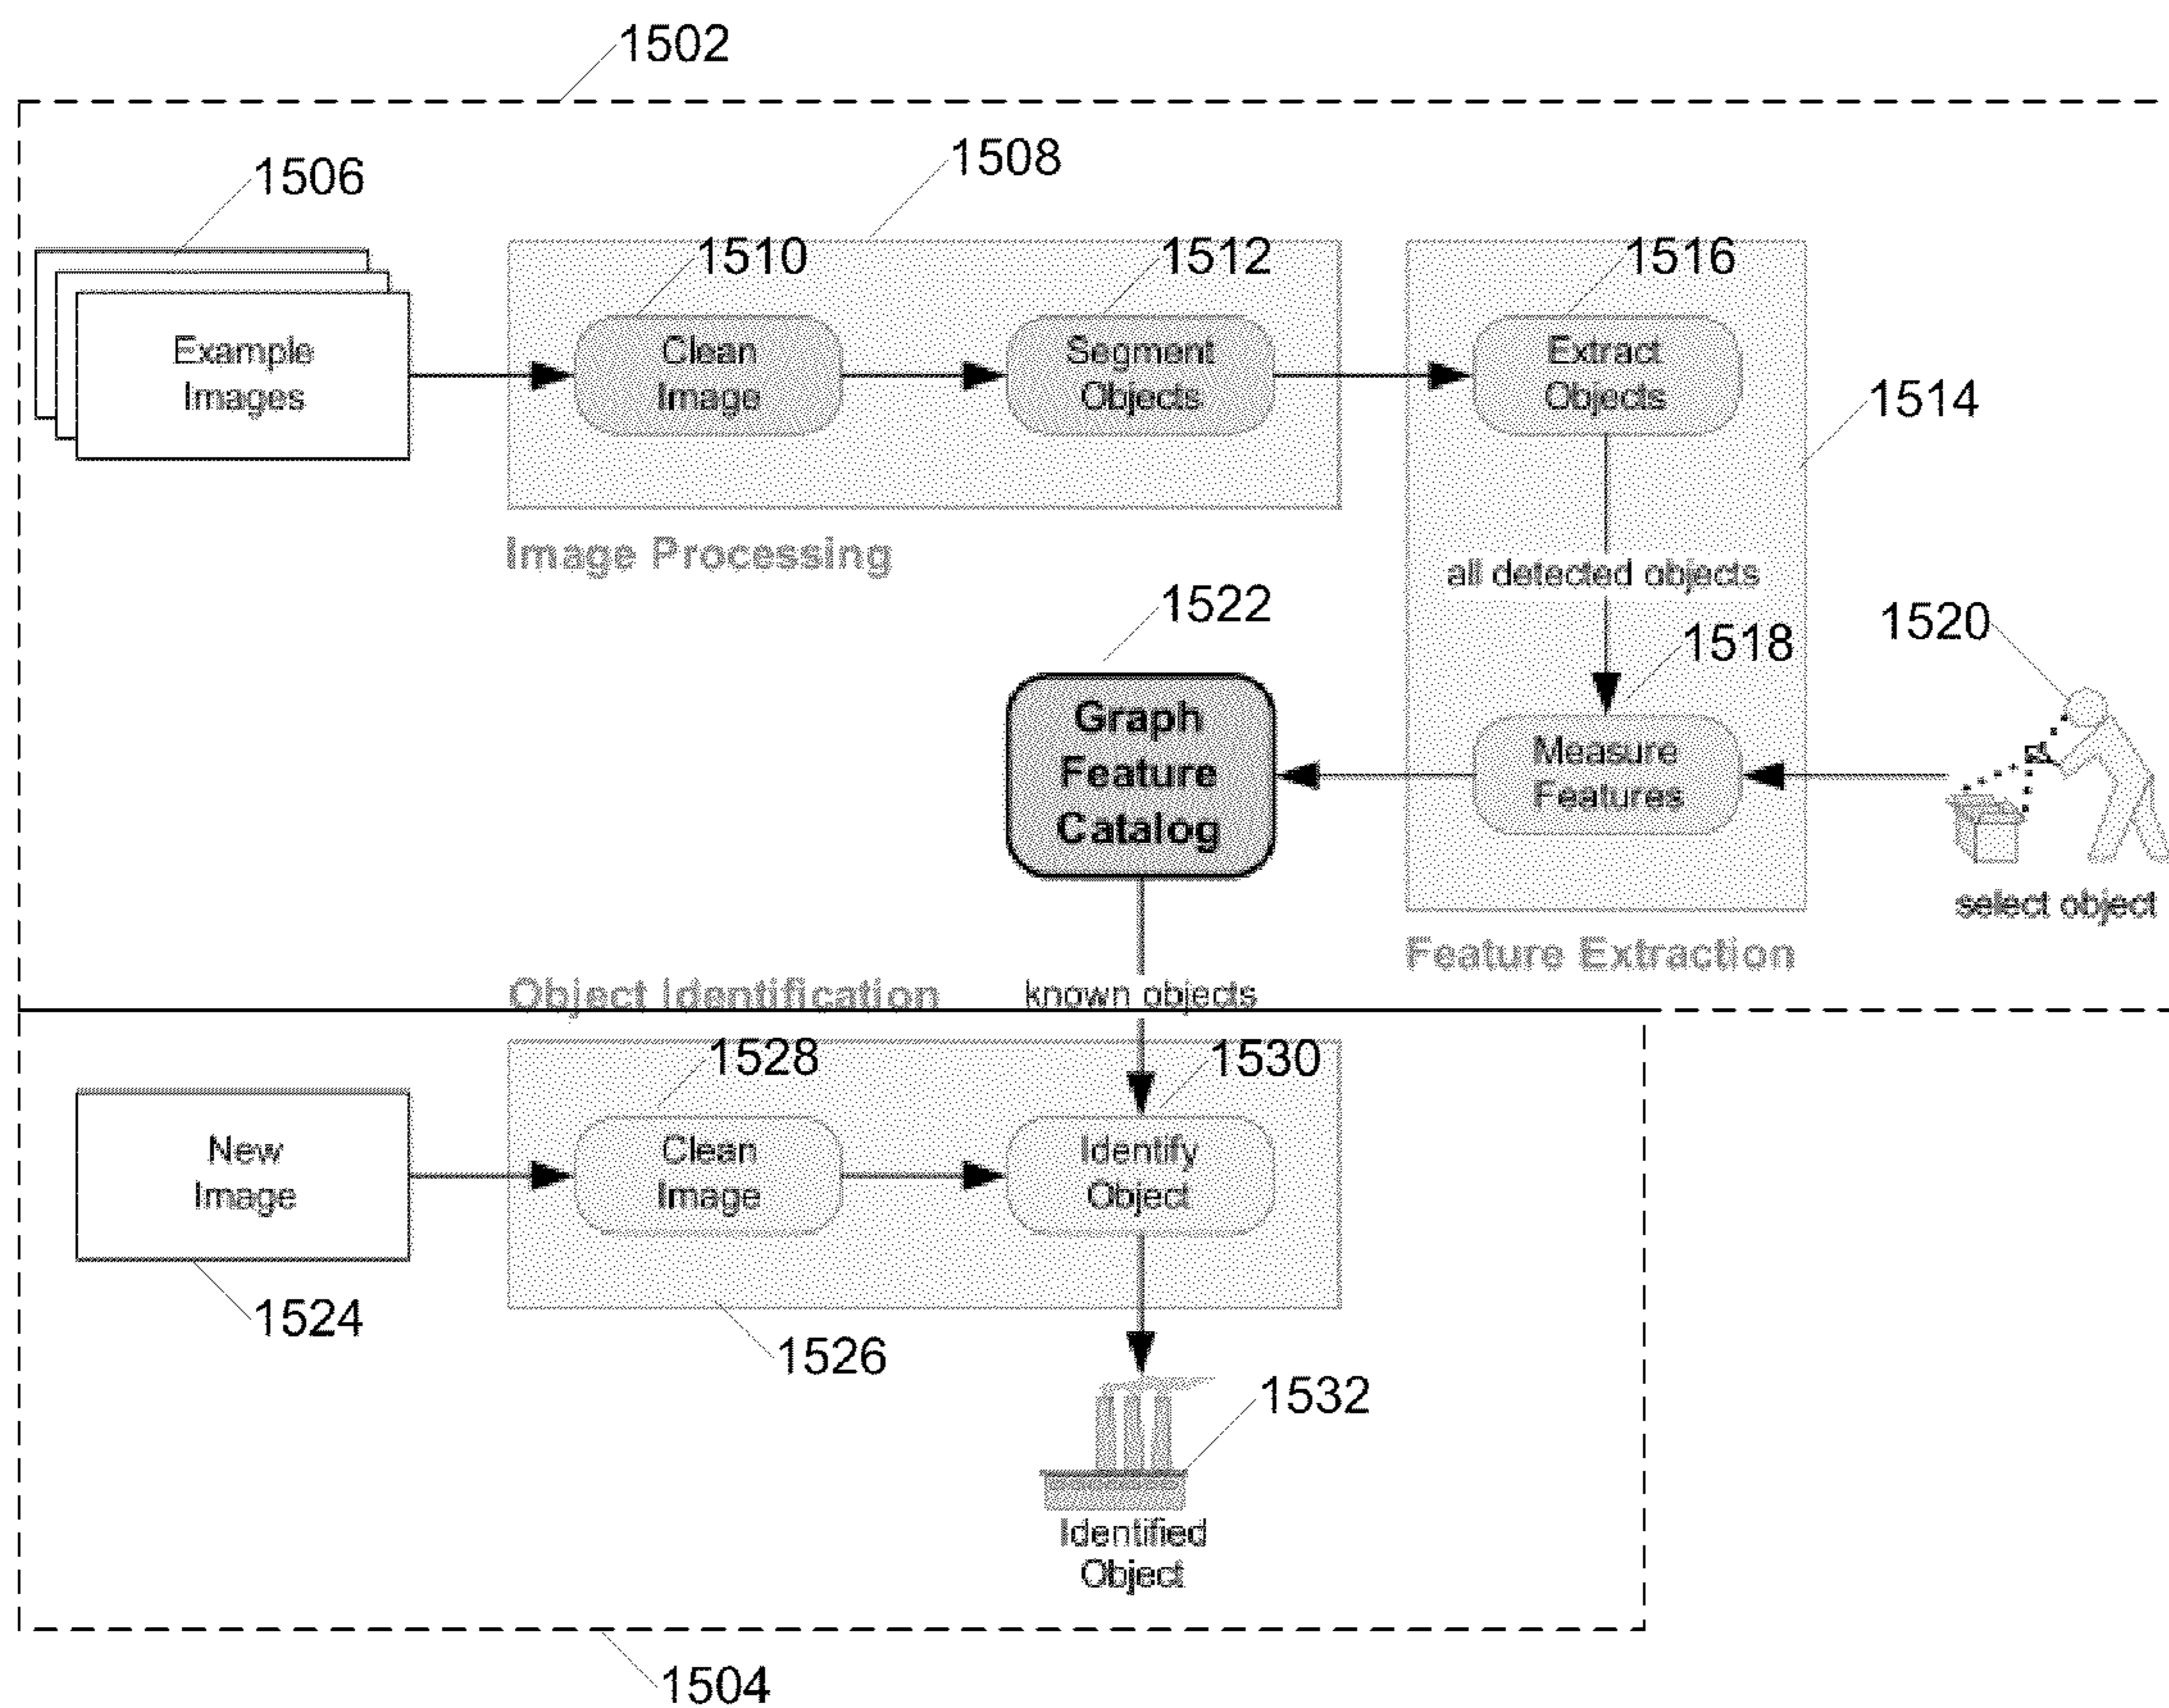 1502
1506
1508
1510
1512
1516
Example
Images
Clean
Image
Segment
Objects
Extract
Objects
1514
Image Processing
all detected objects
1522
1520
1518
Graph
Feature
Catalog
Measure
Features
select object
Feature Extraction
Object Identification
known objects
1528
1530
New
Image
Clean
Image
Identify
Object
1524
1526
1532
Identified
Object
1504